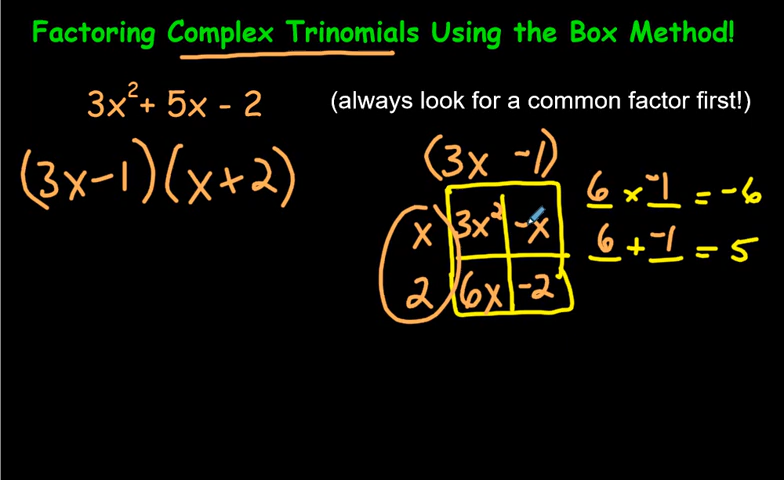 Factoring Complex Trinomials Using the Box Method!
3x²+ 5x - 2
(always look for a common factor first!)
(3x-1)(x+2)
(3x -1)
x 3x² -x
2 6x -2
6 x -1 = -6
6 + -1 = 5